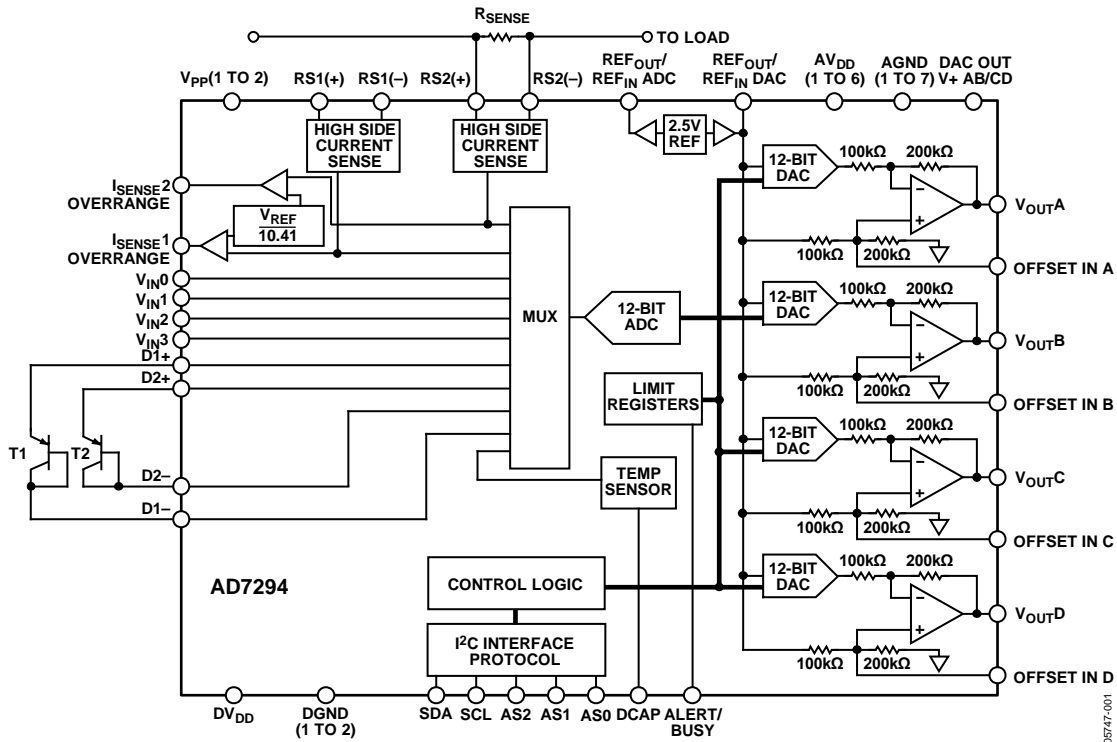 RSENSE
TO LOAD
VPP(1 TO 2)
RS1(+)
RS1(–)
RS2(+)
RS2(–)
REFOUT/
REFIN ADC
REFOUT/
REFIN DAC
AVDD
(1 TO 6)
AGND
(1 TO 7)
DAC OUT
V+ AB/CD
HIGH SIDE
CURRENT
SENSE
HIGH SIDE
CURRENT
SENSE
2.5V
REF
12-BIT
DAC
100kΩ
200kΩ
–
+
VOUTA
100kΩ
200kΩ
OFFSET IN A
ISENSE2
OVERRANGE
VREF
10.41
ISENSE1
OVERRANGE
VIN0
VIN1
VIN2
VIN3
D1+
D2+
MUX
12-BIT
ADC
12-BIT
DAC
100kΩ
200kΩ
–
+
VOUTB
100kΩ
200kΩ
OFFSET IN B
LIMIT
REGISTERS
T1
T2
D2–
D1–
TEMP
SENSOR
12-BIT
DAC
100kΩ
200kΩ
–
+
VOUTC
100kΩ
200kΩ
OFFSET IN C
AD7294
CONTROL LOGIC
I2C INTERFACE
PROTOCOL
12-BIT
DAC
100kΩ
200kΩ
–
+
VOUTD
100kΩ
200kΩ
OFFSET IN D
DVDD
DGND
(1 TO 2)
SDA
SCL
AS2
AS1
AS0
DCAP
ALERT/
BUSY
05747-001